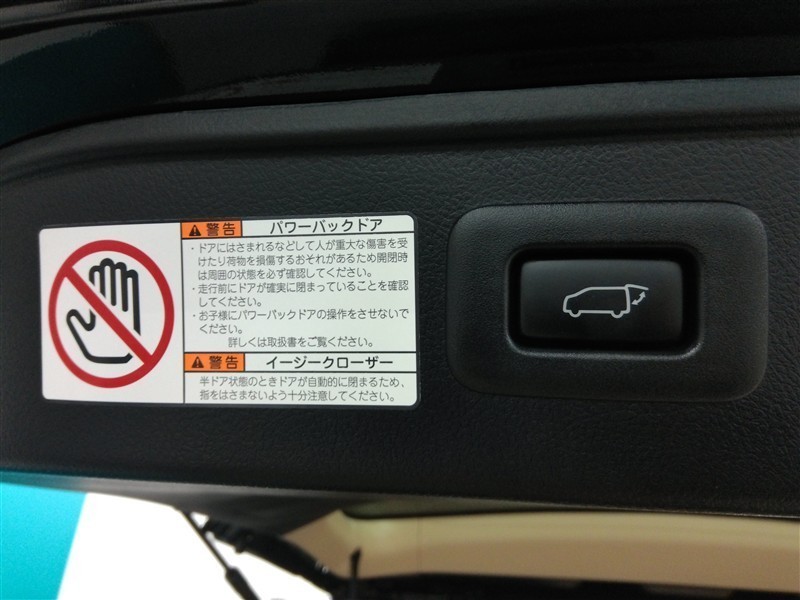 警告 パワーバックドア
・ドアにはさまれるなどして人が重大な傷害を受
けたり荷物を損傷するおそれがあるため開閉時
は周囲の状態を必ず確認してください。
・走行前にドアが確実に閉まっていることを確認
してください。
・お子様にパワーバックドアの操作をさせないで
ください。
詳しくは取扱書をご覧ください。
警告 イージークローザー
半ドア状態のときドアが自動的に閉まるため、
指をはさまないよう十分注意してください。